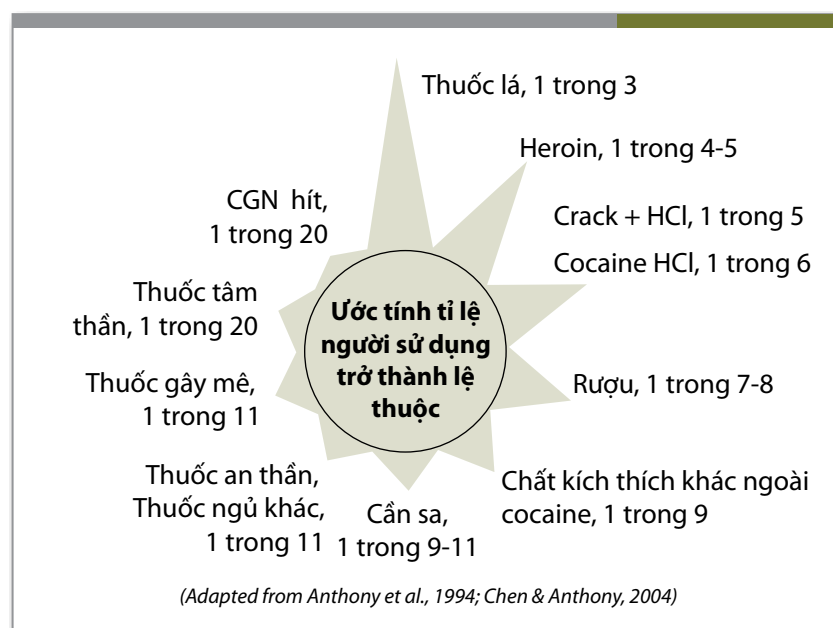 Thuốc lá, 1 trong 3
Heroin, 1 trong 4-5
Crack + HCl, 1 trong 5
Cocaine HCl, 1 trong 6
Rượu, 1 trong 7-8
Chất kích thích khác ngoài
cocaine, 1 trong 9
Cần sa,
1 trong 9-11
Thuốc an thần,
Thuốc ngủ khác,
1 trong 11
Thuốc gây mê,
1 trong 11
Thuốc tâm
thần, 1 trong 20
CGN hít,
1 trong 20
Ước tính tỉ lệ
người sử dụng
trở thành lệ
thuộc
(Adapted from Anthony et al., 1994; Chen & Anthony, 2004)